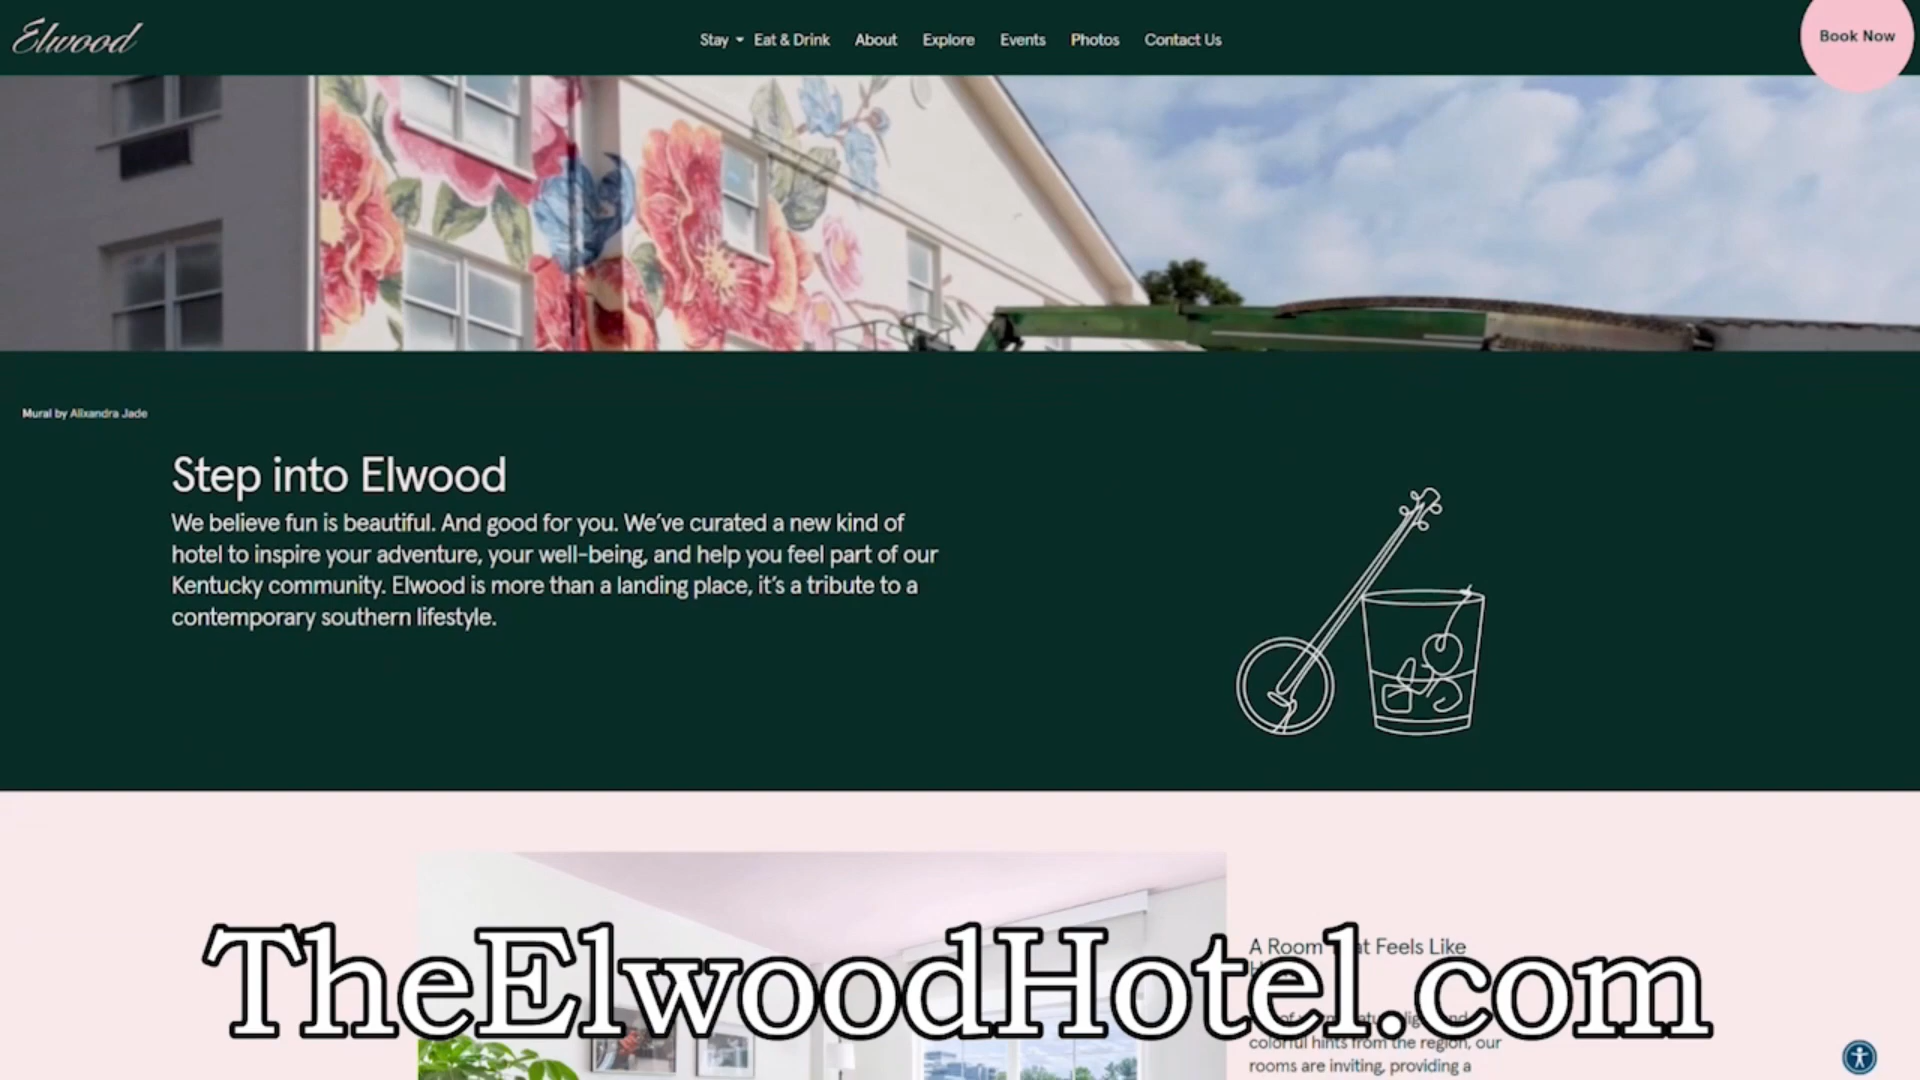 Elwood
Stay Eat & Drink About Explore Events Photos Contact Us
Book Now
Mural by Alixandra Jade
Step into Elwood
We believe fun is beautiful. And good for you. We've curated a new kind of
hotel to inspire your adventure, your well-being, and help you feel part of our
Kentucky community. Elwood is more than a landing place, it's a tribute to a
contemporary southern lifestyle.
A Room Feels Like
TheElwoodHotel.com
colorful hints from the region, our
rooms are inviting, providing a